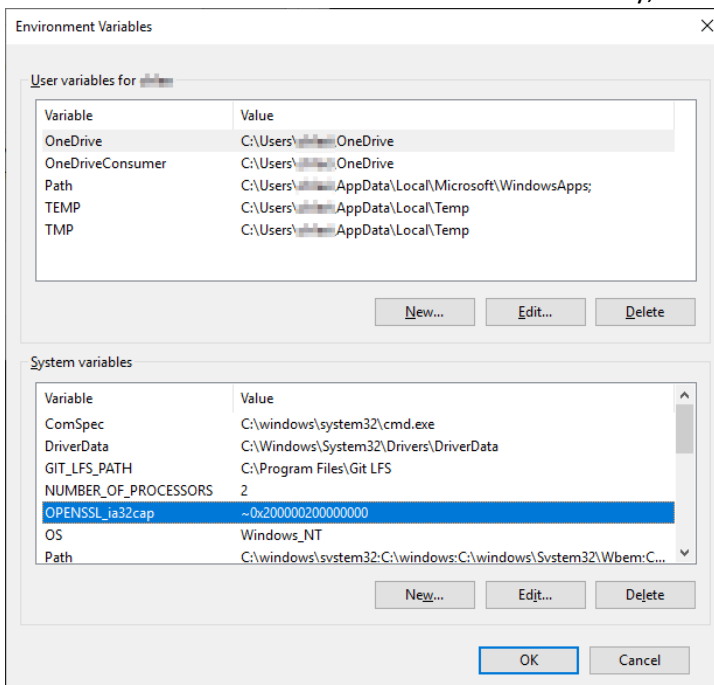 Environment Variables
User variables for
Variable Value
OneDrive C:\Users\ OneDrive
OneDriveConsumer C:\Users\ OneDrive
Path C:\Users\ AppData\Local\Microsoft\WindowsApps;
TEMP C:\Users\ AppData\Local\Temp
TMP C:\Users\ AppData\Local\Temp
New... Edit... Delete
System variables
Variable Value
ComSpec C:\windows\system32\cmd.exe
DriverData C:\Windows\System32\Drivers\DriverData
GIT_LFS_PATH C:\Program Files\Git LFS
NUMBER_OF_PROCESSORS 2
OPENSSL_ia32cap ~0x200000200000000
OS Windows_NT
Path C:\windows\system32;C:\windows;C:\windows\System32\Wbem;C...
New... Edit... Delete
OK Cancel